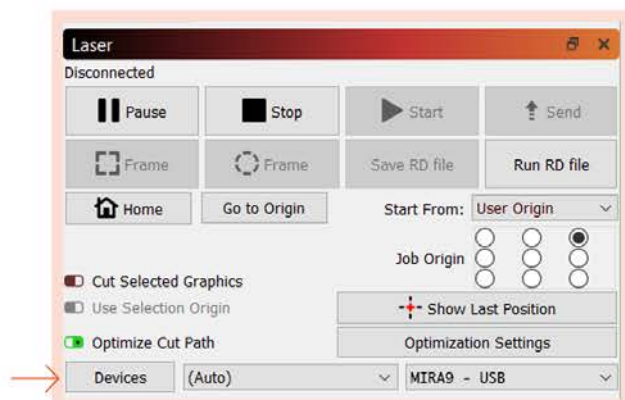 Laser
Disconnected
Pause Stop Start Send
Frame Frame Save RD file Run RD file
Home Go to Origin Start From: User Origin
Job Origin
Cut Selected Graphics
Use Selection Origin Show Last Position
Optimize Cut Path Optimization Settings
Devices (Auto) MIRA9 - USB